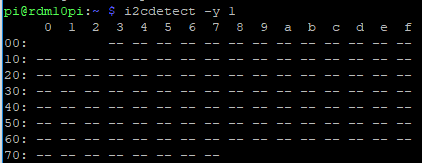 pi@rdm10pi:~ $ i2cdetect -y 1
     0  1  2  3  4  5  6  7  8  9  a  b  c  d  e  f
00:          -- -- -- -- -- -- -- -- -- -- -- -- --
10: -- -- -- -- -- -- -- -- -- -- -- -- -- -- -- --
20: -- -- -- -- -- -- -- -- -- -- -- -- -- -- -- --
30: -- -- -- -- -- -- -- -- -- -- -- -- -- -- -- --
40: -- -- -- -- -- -- -- -- -- -- -- -- -- -- -- --
50: -- -- -- -- -- -- -- -- -- -- -- -- -- -- -- --
60: -- -- -- -- -- -- -- -- -- -- -- -- -- -- -- --
70: -- -- -- -- -- -- -- --